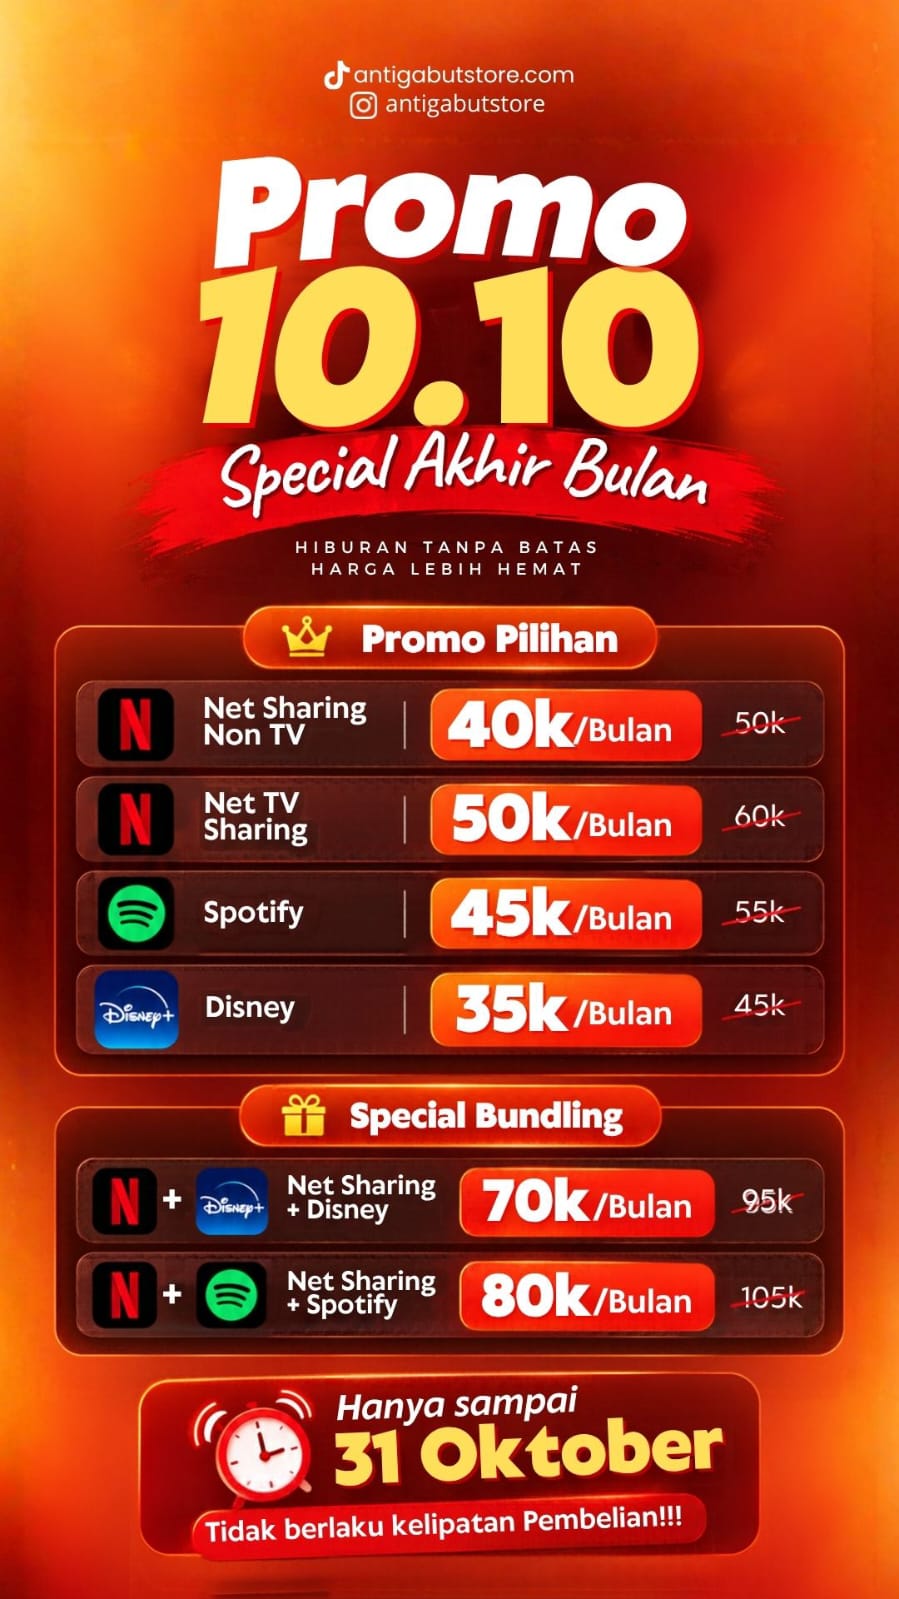 antigabutstore.com
antigabutstore
Promo
10.10
Special Akhir Bulan
HIBURAN TANPA BATAS
HARGA LEBIH HEMAT
Promo Pilihan
N
Net Sharing
Non TV
40k/Bulan
50k
N
Net TV
Sharing
50k/Bulan
60k
Spotify
45k/Bulan
55k
Disney+
Disney
35k/Bulan
45k
Special Bundling
N + Disney+
Net Sharing
+ Disney
70k/Bulan
95k
N +
Net Sharing
+ Spotify
80k/Bulan
105k
Hanya sampai
31 Oktober
Tidak berlaku kelipatan Pembelian!!!